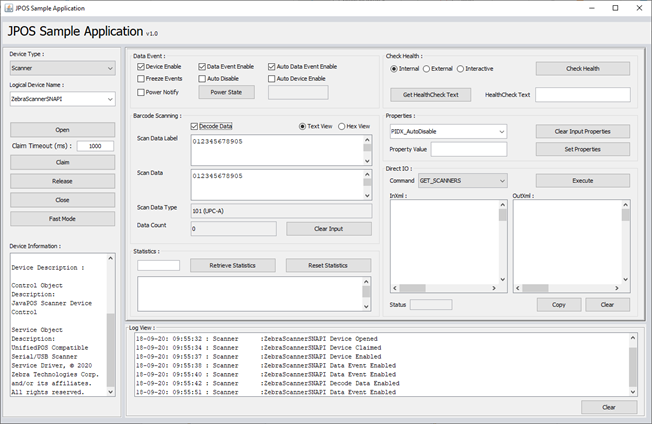 JPOS Sample Application
JPOS Sample Application v1.0
Device Type :
Scanner
Logical Device Name :
ZebraScannerSNAPI
Open
Claim Timeout (ms) : 1000
Claim
Release
Close
Fast Mode
Device Information :
Device Description :
Control Object
Description:
JavaPOS Scanner Device
Control
Service Object
Description:
UnifiedPOS Compatible
Serial/USB Scanner
Service Driver, © 2020
Zebra Technologies Corp.
and/or its affiliates.
All rights reserved.
Data Event :
Device Enable Data Event Enable Auto Data Event Enable
Freeze Events Auto Disable Auto Device Enable
Power Notify Power State
Barcode Scanning :
Decode Data Text View Hex View
Scan Data Label 012345678905
Scan Data 012345678905
Scan Data Type 101 (UPC-A)
Data Count 0 Clear Input
Statistics :
Retrieve Statistics Reset Statistics
Check Health :
Internal External Interactive Check Health
Get HealthCheck Text HealthCheck Text
Properties :
PIDX_AutoDisable Clear Input Properties
Property Value Set Properties
Direct IO :
Command GET_SCANNERS Execute
InXml OutXml
Status Copy Clear
Log View :
18-09-20: 09:55:32 : Scanner :ZebraScannerSNAPI Device Opened
18-09-20: 09:55:34 : Scanner :ZebraScannerSNAPI Device Claimed
18-09-20: 09:55:37 : Scanner :ZebraScannerSNAPI Device Enabled
18-09-20: 09:55:38 : Scanner :ZebraScannerSNAPI Data Event Enabled
18-09-20: 09:55:40 : Scanner :ZebraScannerSNAPI Data Event Enabled
18-09-20: 09:55:42 : Scanner :ZebraScannerSNAPI Decode Data Enabled
18-09-20: 09:55:51 : Scanner :ZebraScannerSNAPI Data Event Enabled
Clear